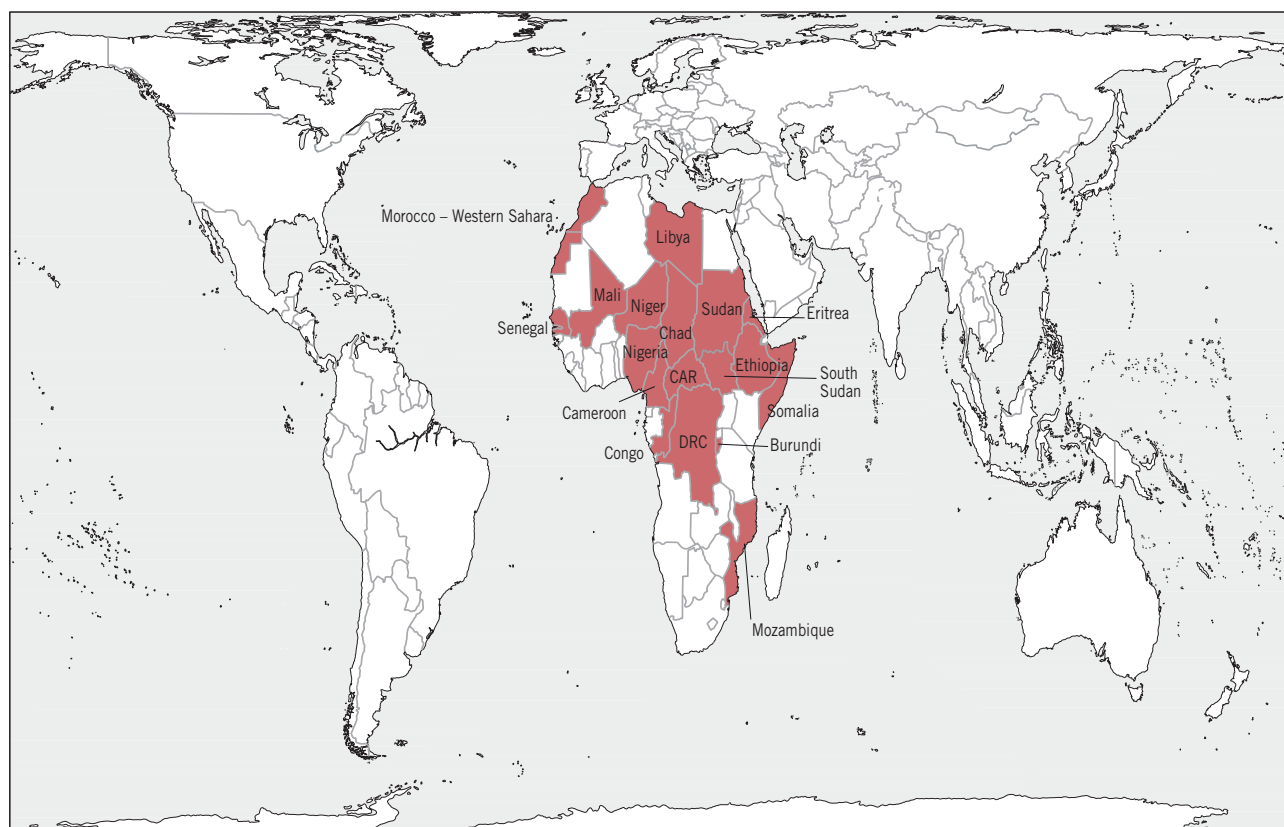 Morocco – Western Sahara
Libya
Mali
Niger
Sudan
Eritrea
Senegal
Chad
Nigeria
Ethiopia
CAR
South
Sudan
Cameroon
Somalia
DRC
Burundi
Congo
Mozambique